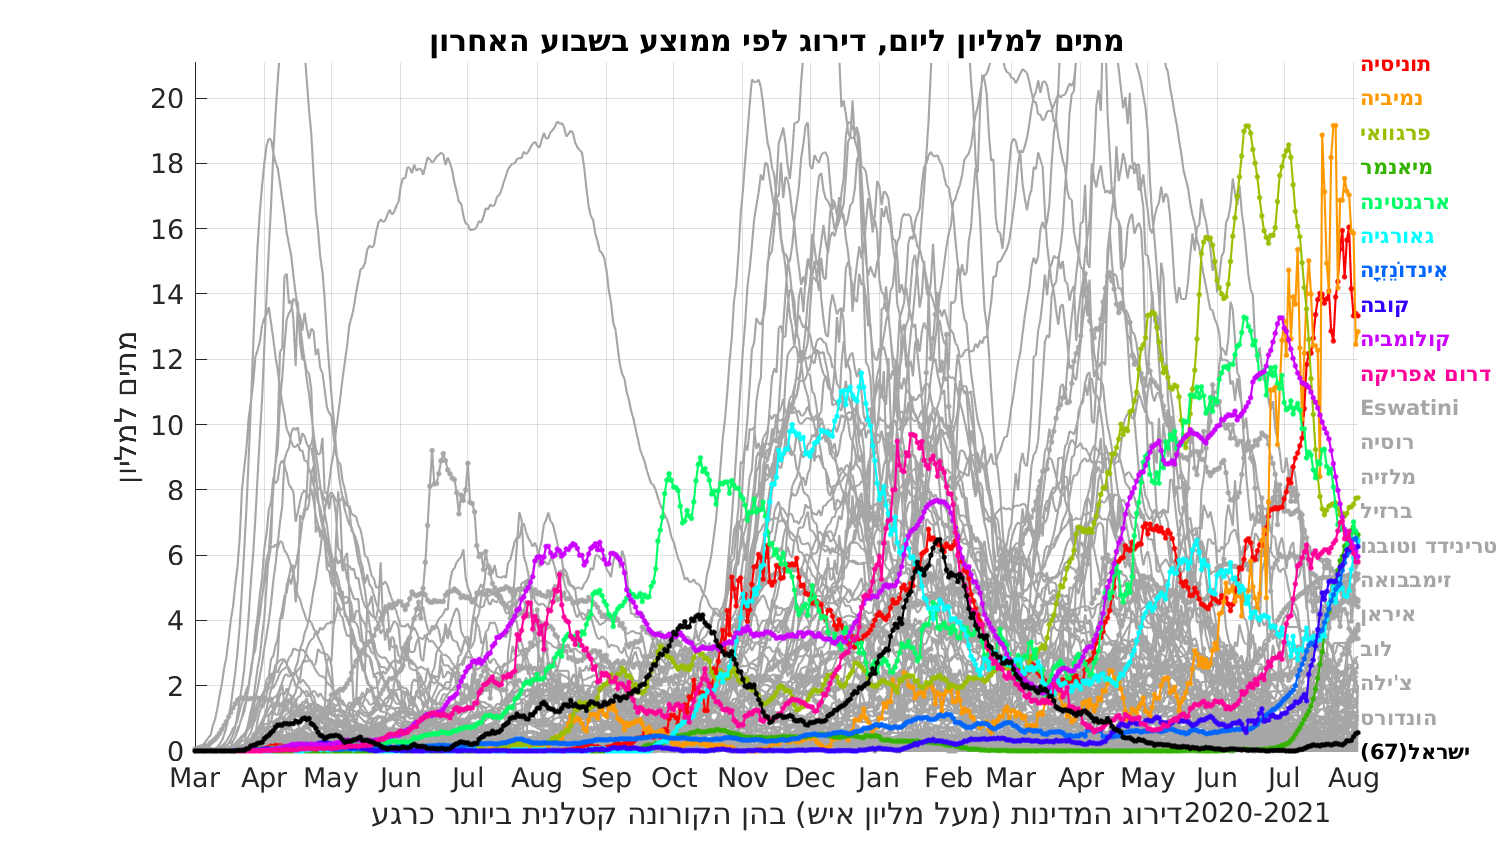 מתים למליון ליום, דירוג לפי ממוצע בשבוע האחרון
מתים למליון
20
18
16
14
12
10
8
6
4
2
0
Mar Apr May Jun Jul Aug Sep Oct Nov Dec Jan Feb Mar Apr May Jun Jul Aug
דירוג המדינות (מעל מליון איש) בהן הקורונה קטלנית ביותר כרגע 2020-2021
תוניסיה
נמיביה
פרגוואי
מיאנמר
ארגנטינה
גאורגיה
אִינדוֹנֵזִיָה
קובה
קולומביה
דרום אפריקה
Eswatini
רוסיה
מלזיה
ברזיל
טרינידד וטובגו
זימבבואה
איראן
לוב
צ'ילה
הונדורס
ישראל(67)